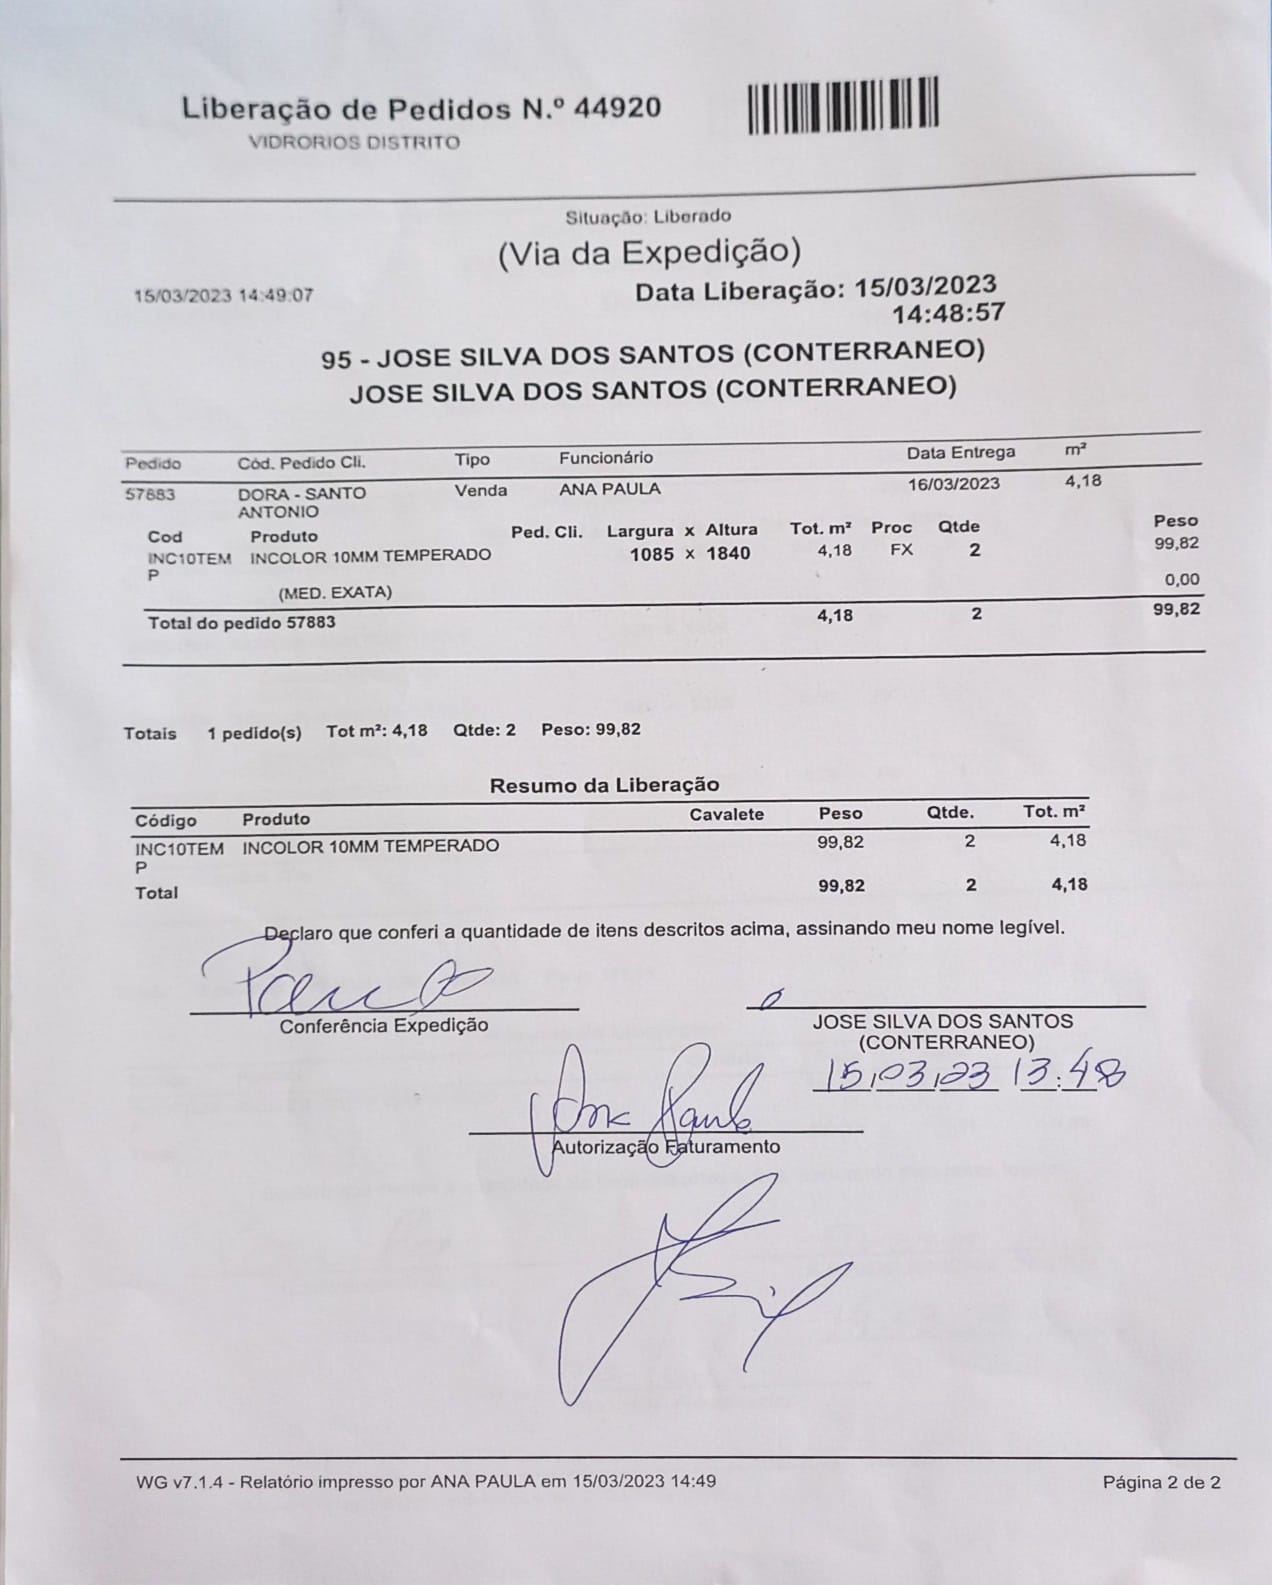 Liberação de Pedidos N.º 44920
VIDRORIOS DISTRITO
Situação: Liberado
(Via da Expedição)
15/03/2023 14:49:07
Data Liberação: 15/03/2023
14:48:57
95 - JOSE SILVA DOS SANTOS (CONTERRANEO)
JOSE SILVA DOS SANTOS (CONTERRANEO)
Pedido Cód. Pedido Cli. Tipo Funcionário Data Entrega m²
57883 DORA - SANTO Venda ANA PAULA 16/03/2023 4,18
ANTONIO
Cod Produto Ped. Cli. Largura x Altura Tot. m² Proc Qtde Peso
INC10TEM INCOLOR 10MM TEMPERADO 1085 x 1840 4,18 FX 2 99,82
P
(MED. EXATA) 0,00
Total do pedido 57883 4,18 2 99,82
Totais 1 pedido(s) Tot m²: 4,18 Qtde: 2 Peso: 99,82
Resumo da Liberação
Código Produto Cavalete Peso Qtde. Tot. m²
INC10TEM INCOLOR 10MM TEMPERADO 99,82 2 4,18
P
Total 99,82 2 4,18
Declaro que conferi a quantidade de itens descritos acima, assinando meu nome legível.
Conferência Expedição
JOSE SILVA DOS SANTOS
(CONTERRANEO)
15/03/23 13:48
Ana Paula
Autorização Faturamento
WG v7.1.4 - Relatório impresso por ANA PAULA em 15/03/2023 14:49
Página 2 de 2